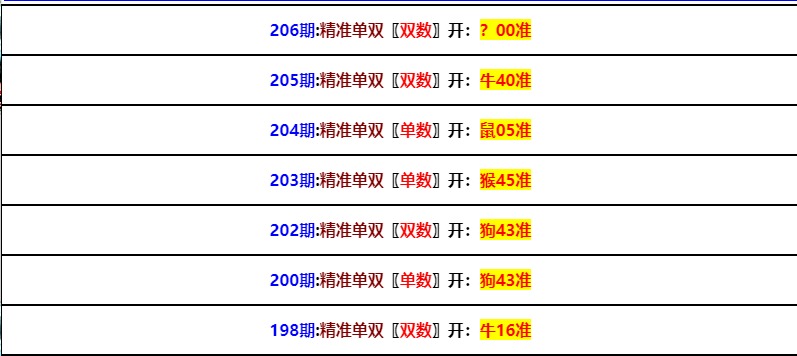 206期:精准单双〖双数〗开：？00准
205期:精准单双〖双数〗开：牛40准
204期:精准单双〖单数〗开：鼠05准
203期:精准单双〖单数〗开：猴45准
202期:精准单双〖双数〗开：狗43准
200期:精准单双〖单数〗开：狗43准
198期:精准单双〖双数〗开：牛16准